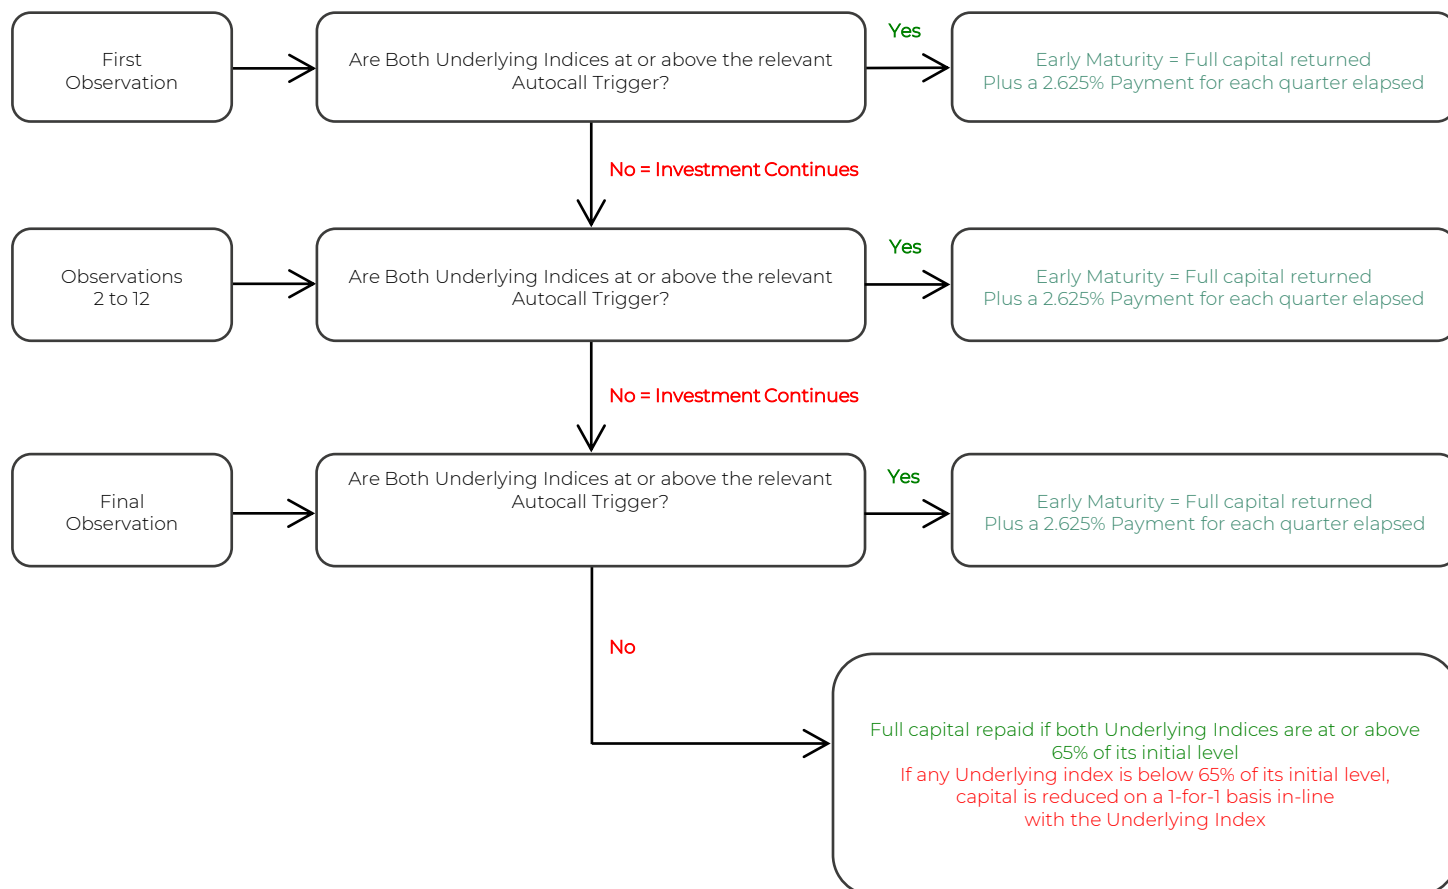 First
Observation
Are Both Underlying Indices at or above the relevant
Autocall Trigger?
Yes
Early Maturity = Full capital returned
Plus a 2.625% Payment for each quarter elapsed
No = Investment Continues
Observations
2 to 12
Are Both Underlying Indices at or above the relevant
Autocall Trigger?
Yes
Early Maturity = Full capital returned
Plus a 2.625% Payment for each quarter elapsed
No = Investment Continues
Final
Observation
Are Both Underlying Indices at or above the relevant
Autocall Trigger?
Yes
Early Maturity = Full capital returned
Plus a 2.625% Payment for each quarter elapsed
No
Full capital repaid if both Underlying Indices are at or above
65% of its initial level
If any Underlying index is below 65% of its initial level,
capital is reduced on a 1-for-1 basis in-line
with the Underlying Index